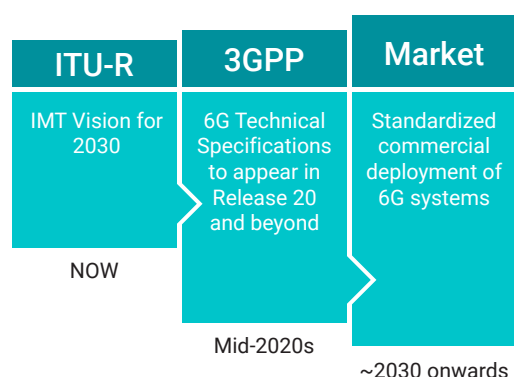 ITU-R
IMT Vision for
2030
NOW
3GPP
6G Technical
Specifications
to appear in
Release 20
and beyond
Mid-2020s
Market
Standardized
commercial
deployment of
6G systems
~2030 onwards